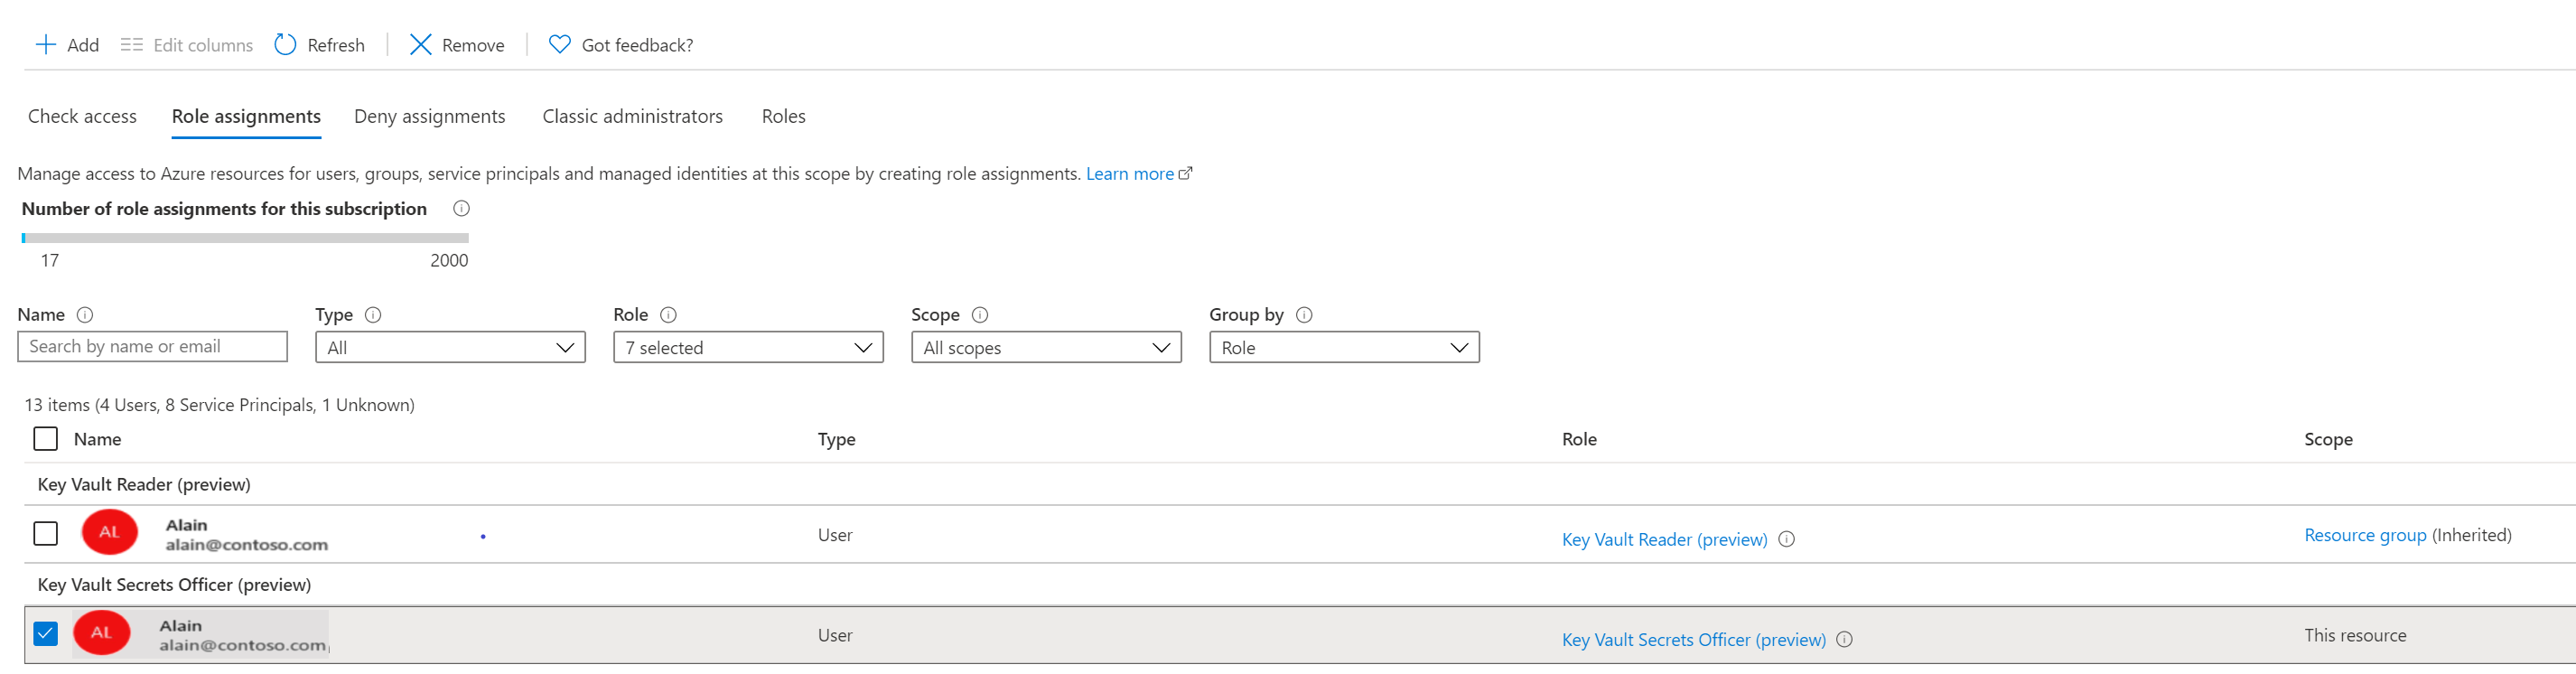 Add Edit columns Refresh Remove Got feedback?
Check access Role assignments Deny assignments Classic administrators Roles
Manage access to Azure resources for users, groups, service principals and managed identities at this scope by creating role assignments. Learn more
Number of role assignments for this subscription
17 2000
Name Type Role Scope Group by
Search by name or email All 7 selected All scopes Role
13 items (4 Users, 8 Service Principals, 1 Unknown)
Name Type Role Scope
Key Vault Reader (preview)
AL Alain
alain@contoso.com User Key Vault Reader (preview) Resource group (Inherited)
Key Vault Secrets Officer (preview)
AL Alain
alain@contoso.com User Key Vault Secrets Officer (preview) This resource